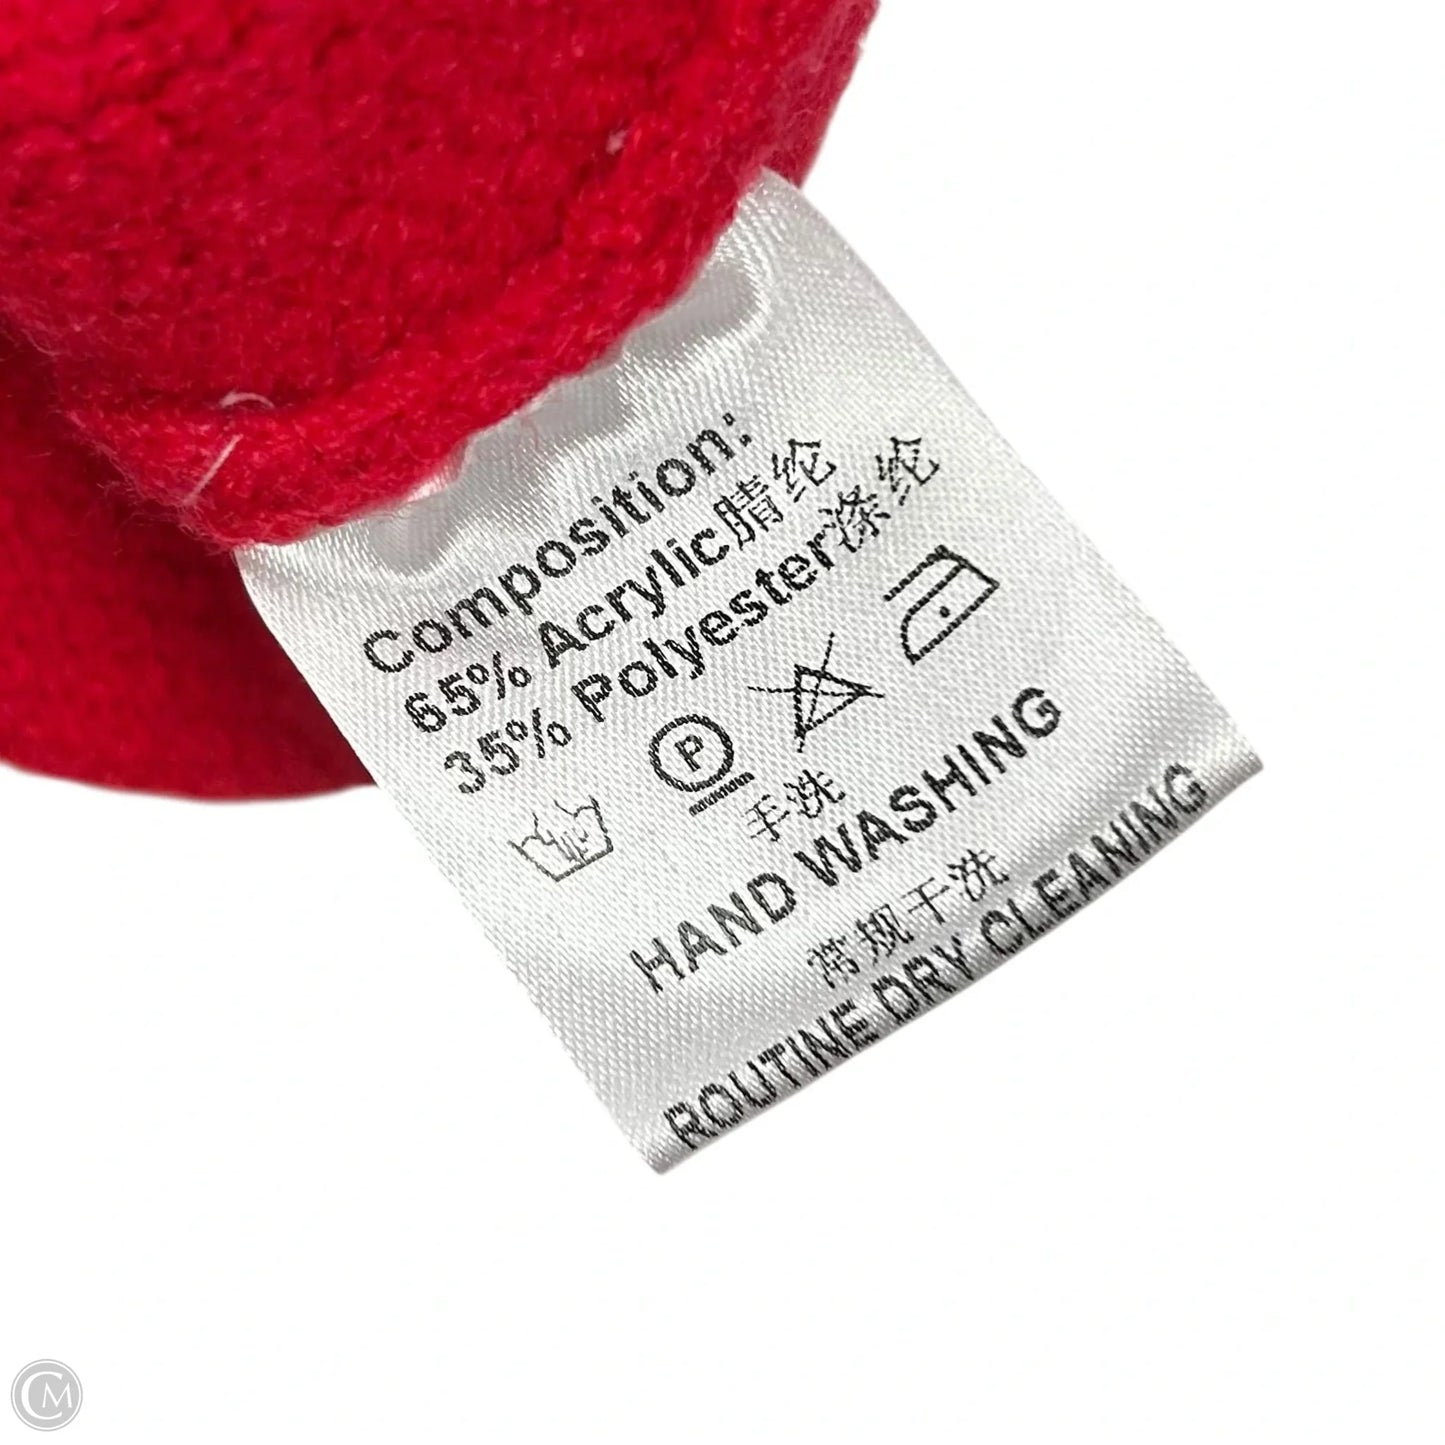 Composition:
65% Acrylic腈纶
35% Polyester涤纶
P
手洗
HAND WASHING
常规干洗
ROUTINE DRY CLEANING
CM